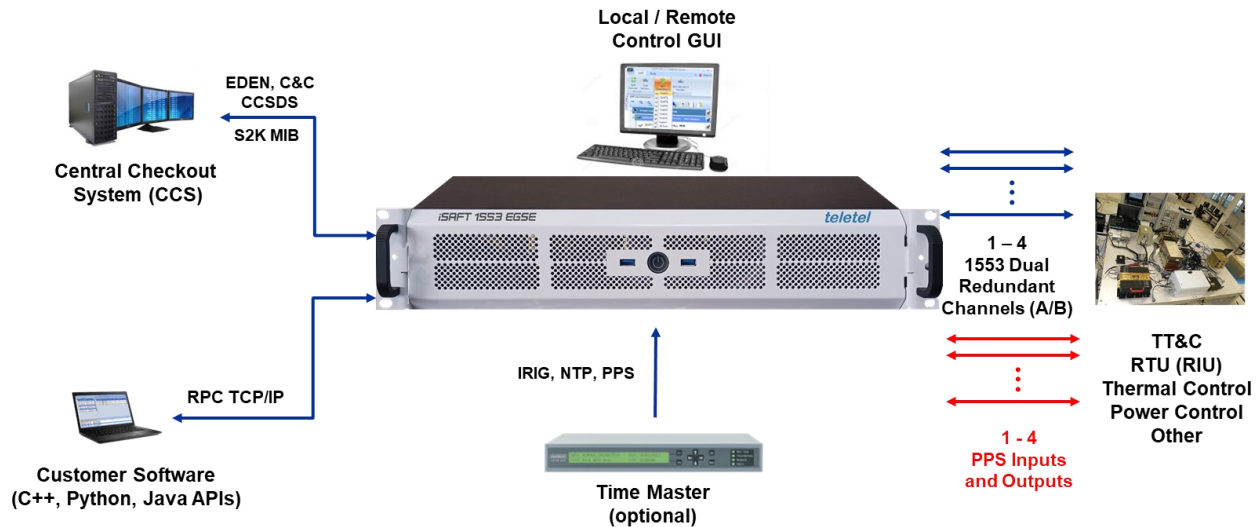 Local / Remote
Control GUI
EDEN, C&C
CCSDS
S2K MIB
Central Checkout
System (CCS)
iSAFT 1553 EGSE
teletel
1 – 4
1553 Dual
Redundant
Channels (A/B)
TT&C
RTU (RIU)
Thermal Control
Power Control
Other
IRIG, NTP, PPS
RPC TCP/IP
1 - 4
PPS Inputs
and Outputs
Customer Software
(C++, Python, Java APIs)
Time Master
(optional)